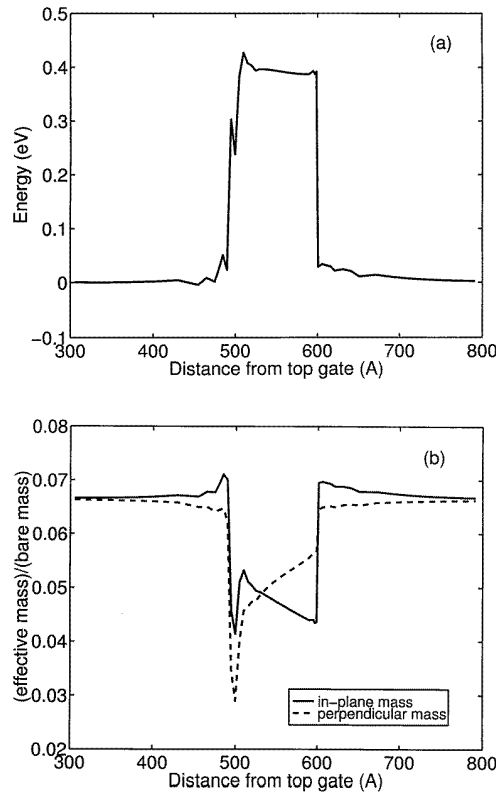 (a)
Energy (eV)
0.5
0.4
0.3
0.2
0.1
0
−0.1
300 400 500 600 700 800
Distance from top gate (A)
(b)
(effective mass)/(bare mass)
0.08
0.07
0.06
0.05
0.04
0.03
0.02
in−plane mass
perpendicular mass
300 400 500 600 700 800
Distance from top gate (A)